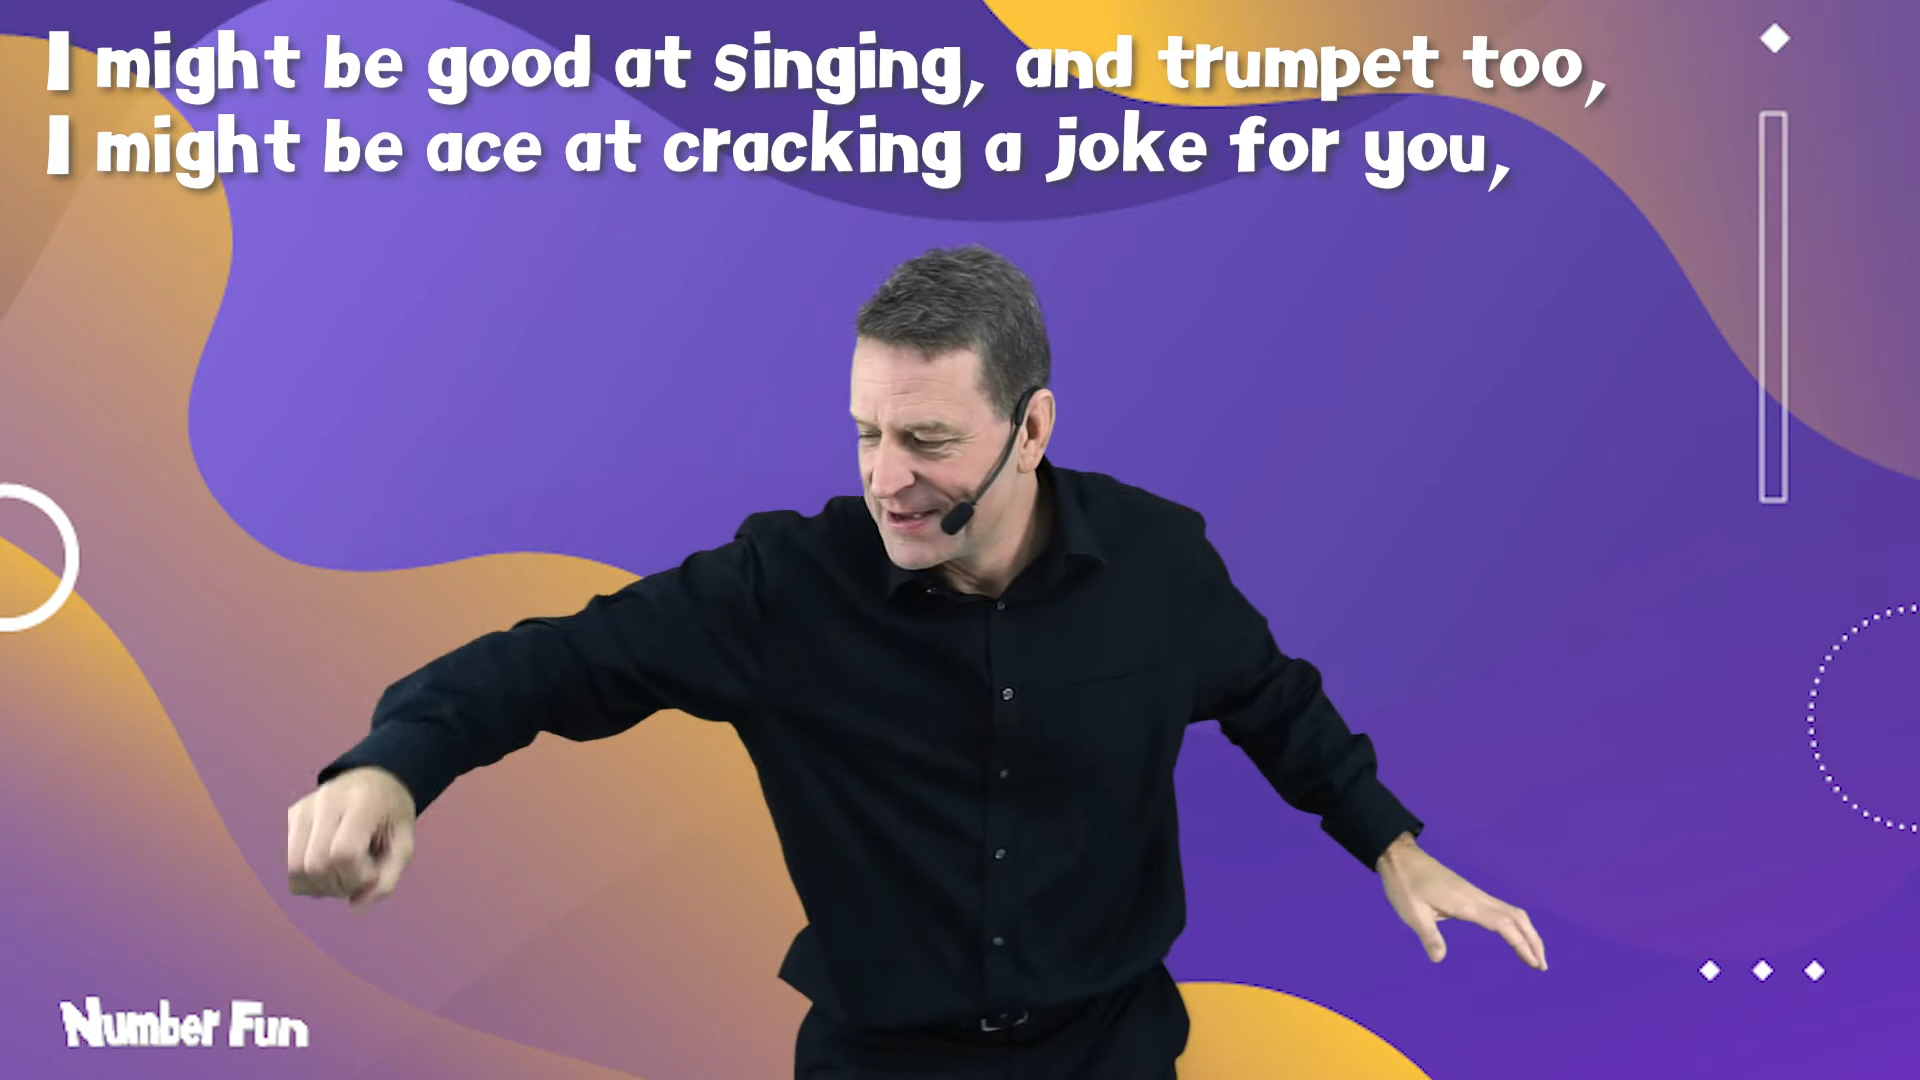 I might be good at singing, and trumpet too,
I might be ace at cracking a joke for you,
Number Fun